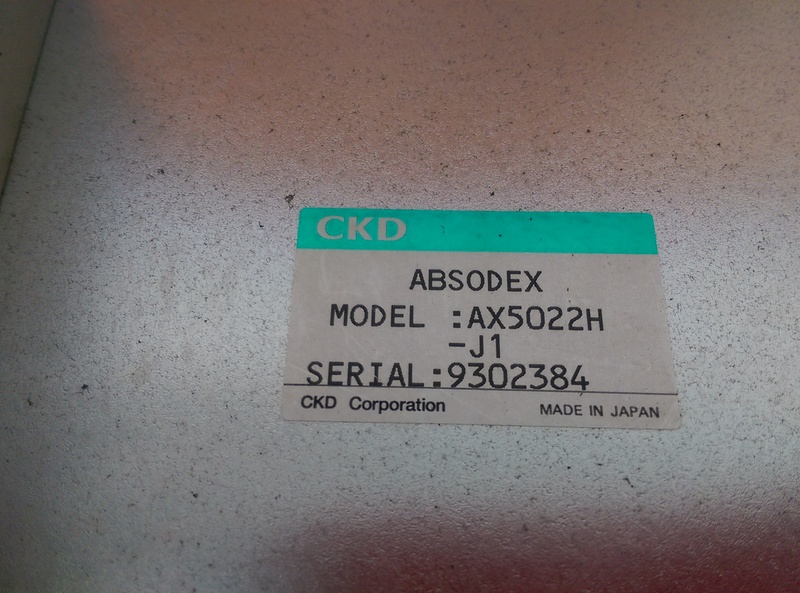 CKD
ABSODEX
MODEL :AX5022H
-J1
SERIAL:9302384
CKD Corporation
MADE IN JAPAN